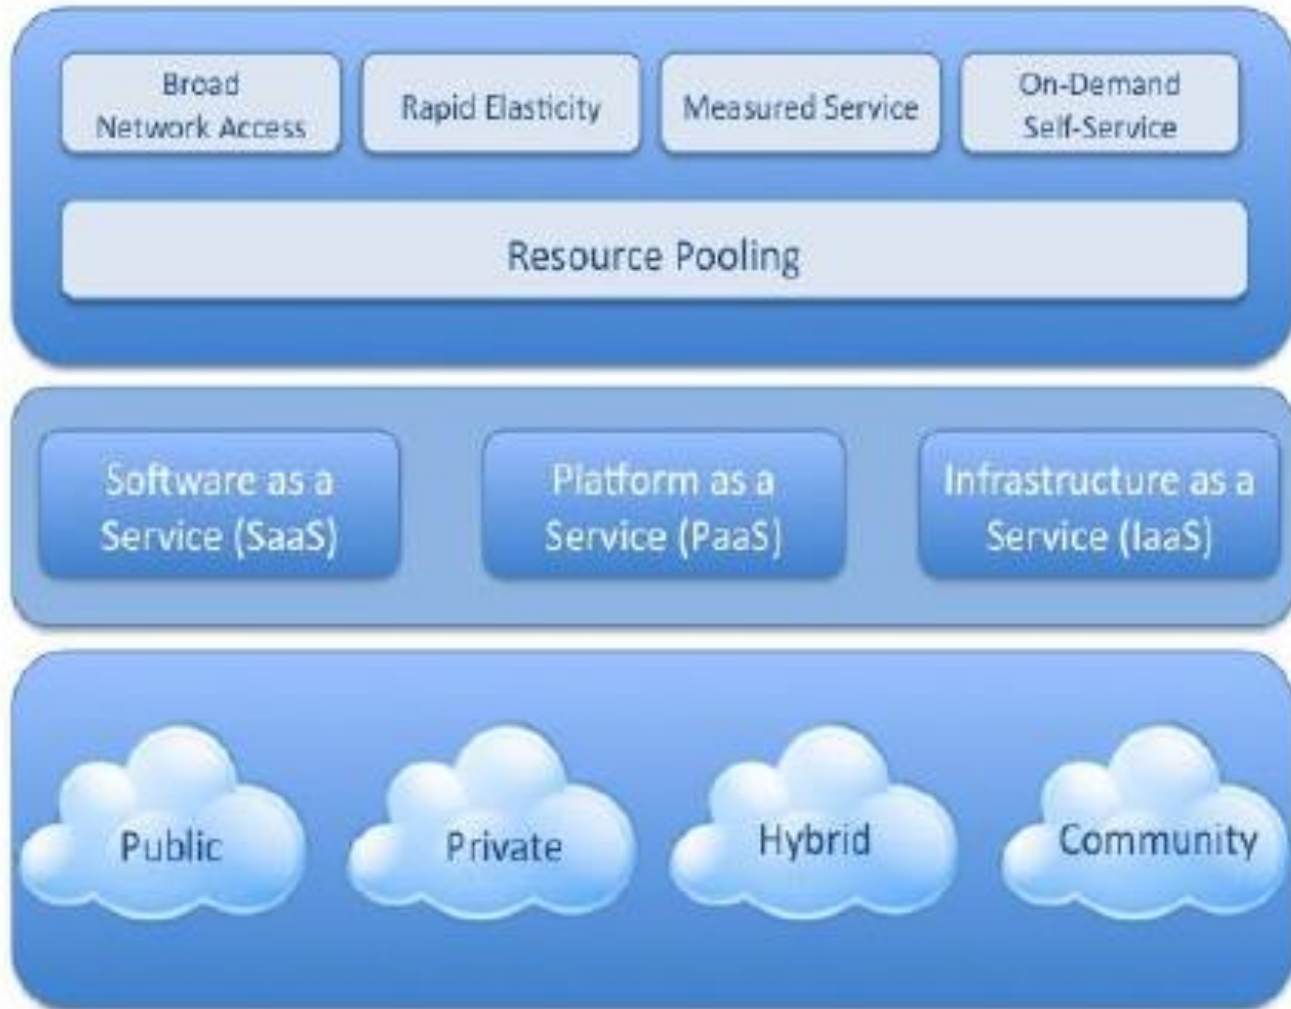 Broad
Network Access
Rapid Elasticity
Measured Service
On-Demand
Self-Service
Resource Pooling
Software as a
Service (SaaS)
Platform as a
Service (PaaS)
Infrastructure as a
Service (IaaS)
Public
Private
Hybrid
Community